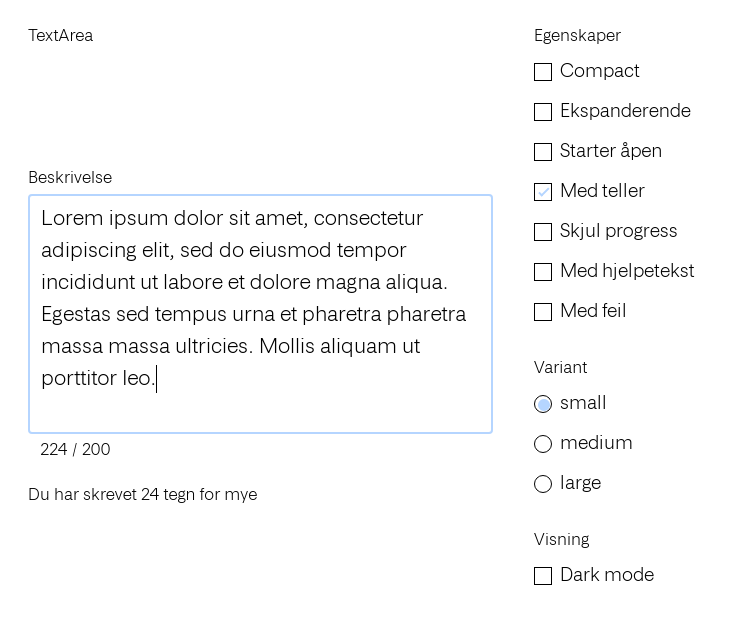 TextArea
Beskrivelse
Lorem ipsum dolor sit amet, consectetur
adipiscing elit, sed do eiusmod tempor
incididunt ut labore et dolore magna aliqua.
Egestas sed tempus urna et pharetra pharetra
massa massa ultricies. Mollis aliquam ut
porttitor leo.
224 / 200
Du har skrevet 24 tegn for mye
Egenskaper
Compact
Ekspanderende
Starter åpen
Med teller
Skjul progress
Med hjelpetekst
Med feil
Variant
small
medium
large
Visning
Dark mode